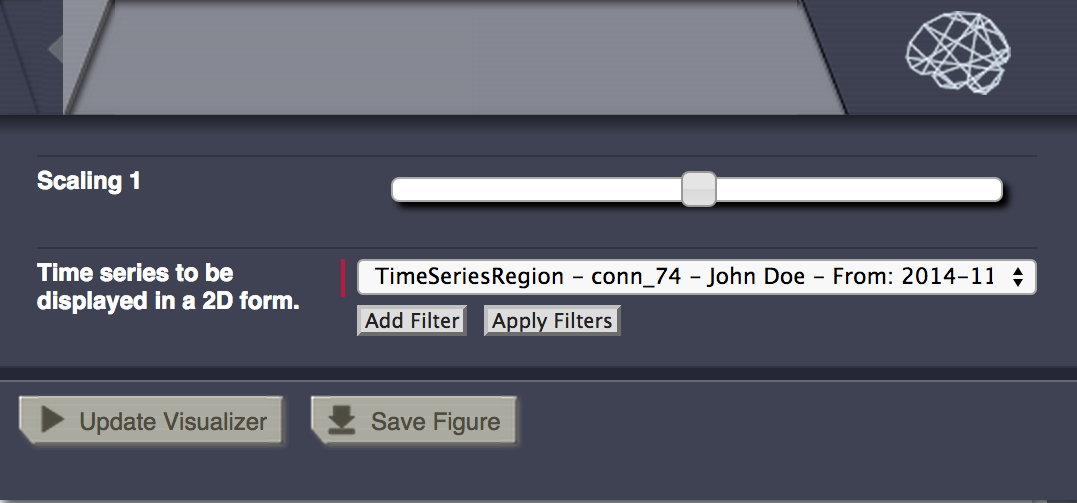 Scaling 1
Time series to be
displayed in a 2D form.
TimeSeriesRegion - conn_74 - John Doe - From: 2014-11
Add Filter
Apply Filters
Update Visualizer
Save Figure